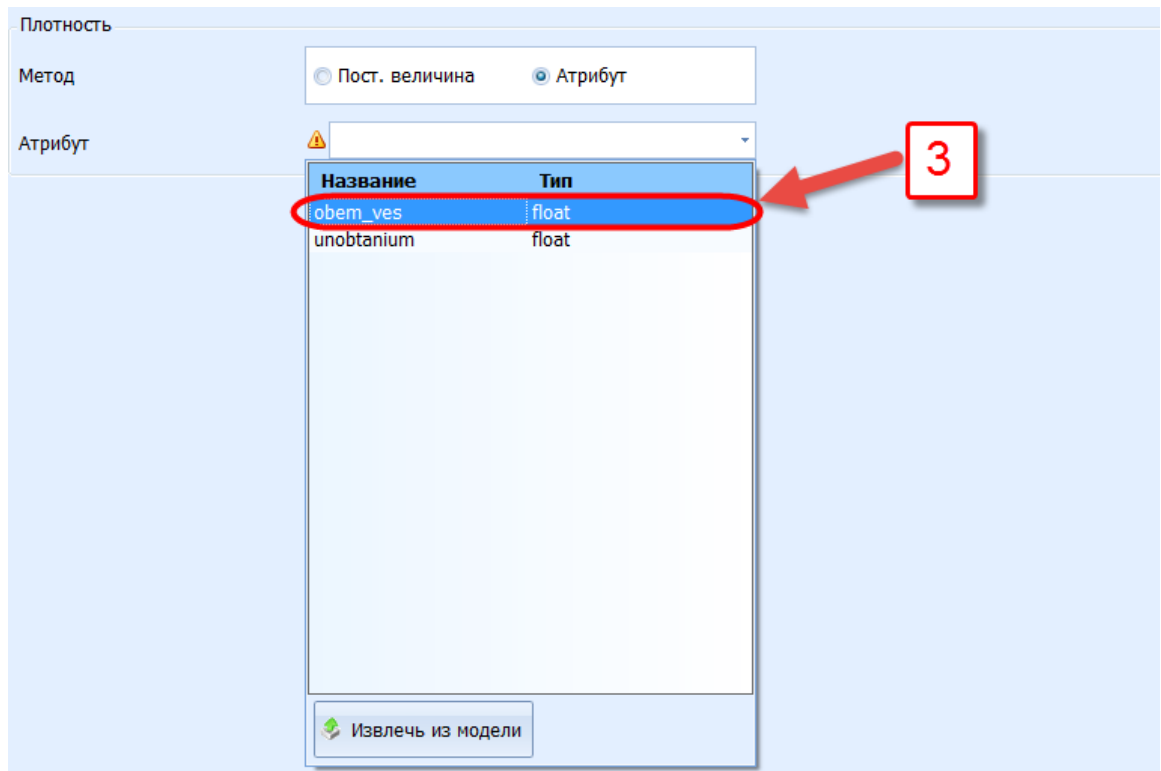 Плотность
Метод
Пост. величина Атрибут
Атрибут
3
Название Тип
obem_ves float
unobtanium float
Извлечь из модели